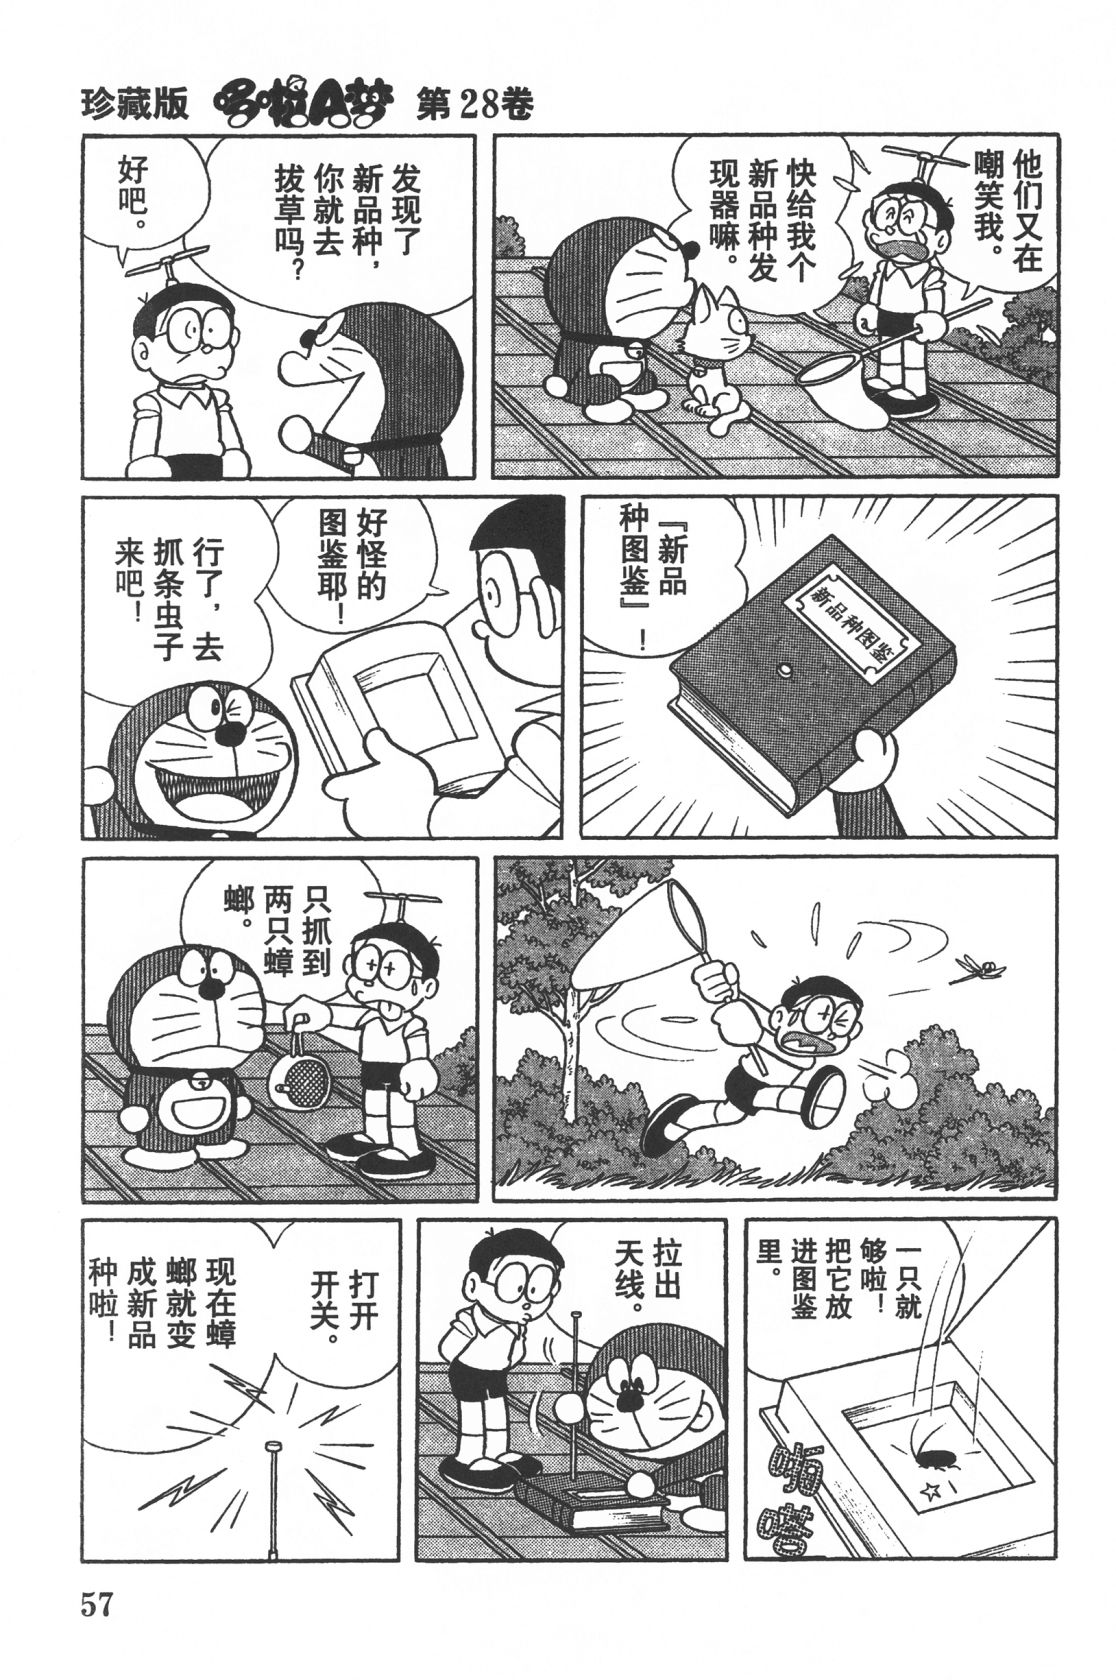 珍藏版 哆啦A梦 第28卷
他们又在
嘲笑我。
快给我个
新品种发
现器嘛。
发现了
新品种，
你就去
拔草吗？
好吧。
『新品
种图鉴』！
新品种图鉴
好怪的
图鉴耶！
行了，去
抓条虫子
来吧！
只抓到
两只蟑
螂。
一只就
够啦！
把它放
进图鉴
里。
啪
嗒
拉出
天线。
打开
开关。
现在蟑
螂就变
成新品
种啦！
57